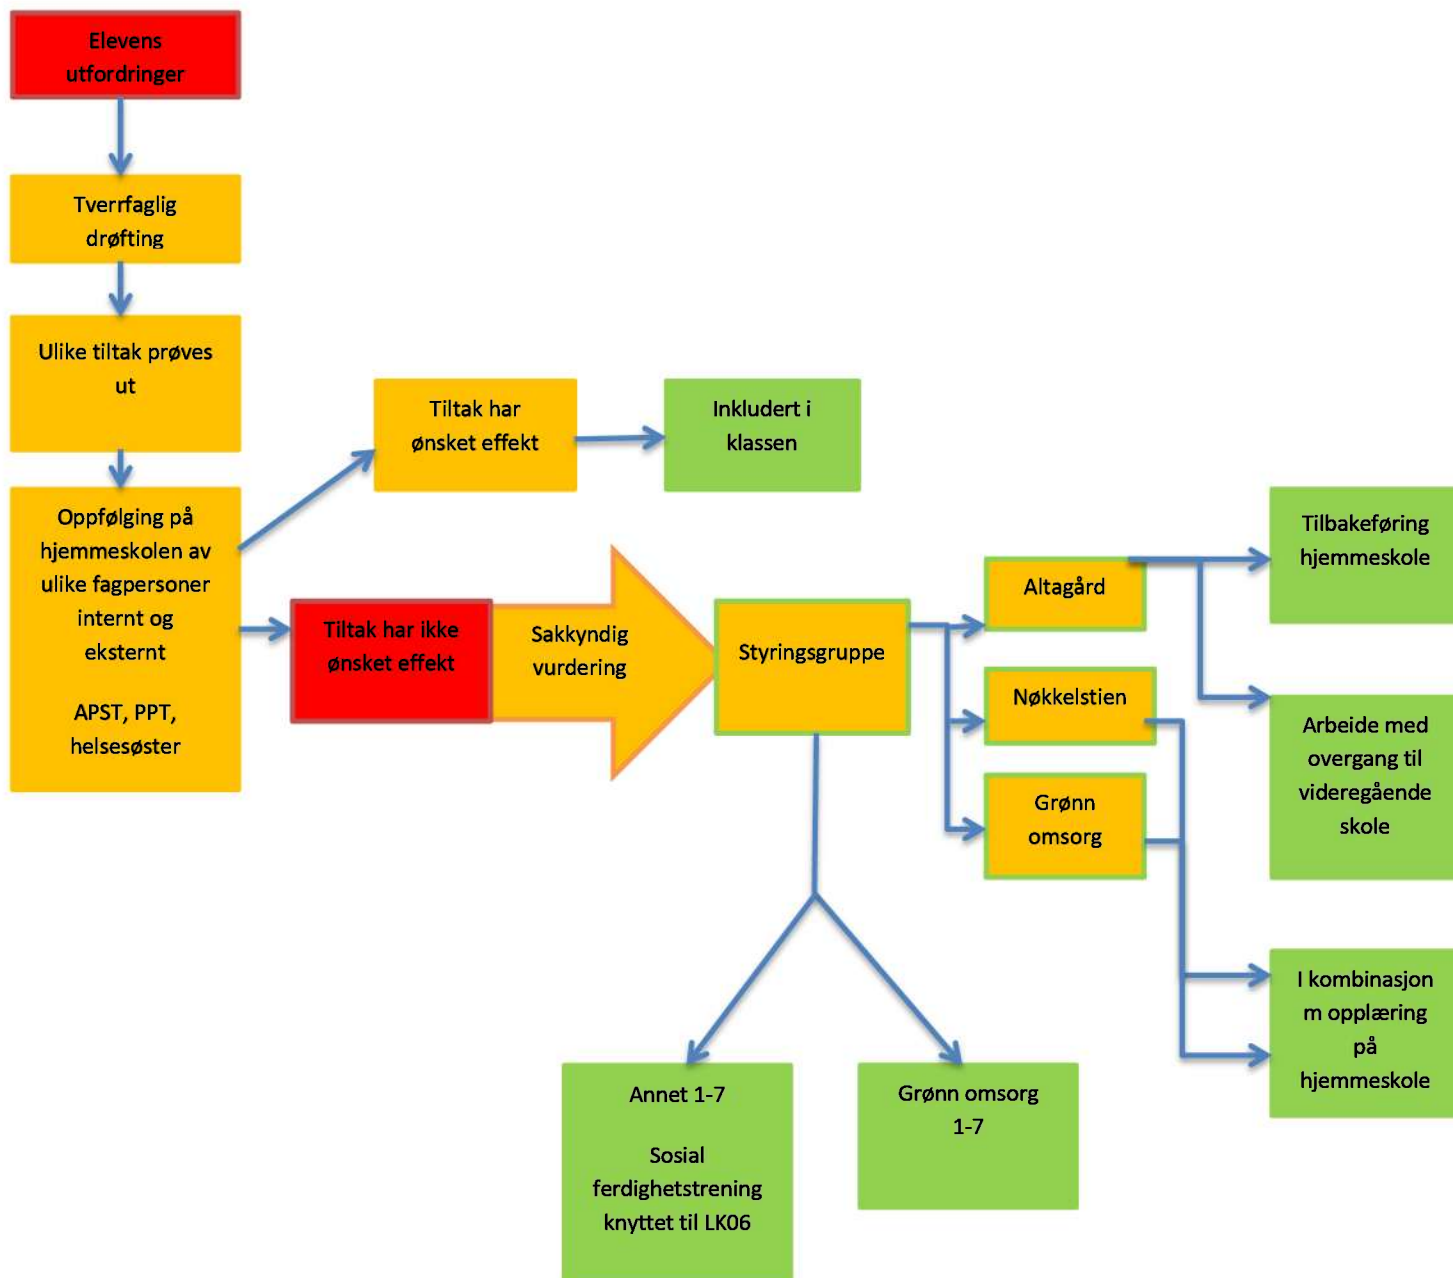 Elevens
utfordringer
Tverrfaglig
drøfting
Ulike tiltak prøves
ut
Oppfølging på
hjemmeskolen av
ulike fagpersoner
internt og
eksternt
APST, PPT,
helsesøster
Tiltak har
ønsket effekt
Inkludert i
klassen
Tiltak har ikke
ønsket effekt
Sakkyndig
vurdering
Styringsgruppe
Altagård
Nøkkelstien
Grønn
omsorg
Tilbakeføring
hjemmeskole
Arbeide med
overgang til
videregående
skole
I kombinasjon
m opplæring
på
hjemmeskole
Annet 1-7
Sosial
ferdighetstrening
knyttet til LK06
Grønn omsorg
1-7